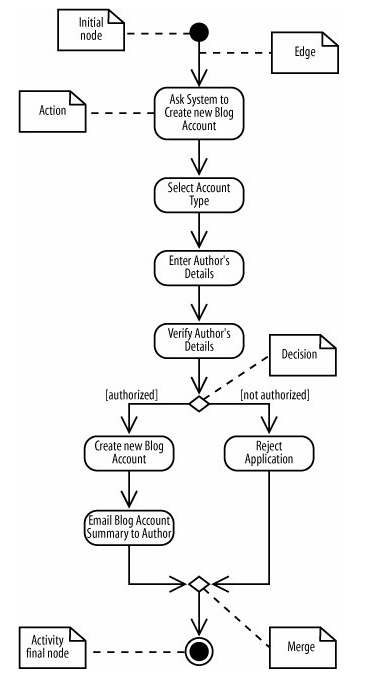 Initial
node
Edge
Action
Ask System to
Create new Blog
Account
Select Account
Type
Enter Author's
Details
Verify Author's
Details
Decision
[authorized]
[not authorized]
Create new Blog
Account
Reject
Application
Email Blog Account
Summary to Author
Activity
final node
Merge